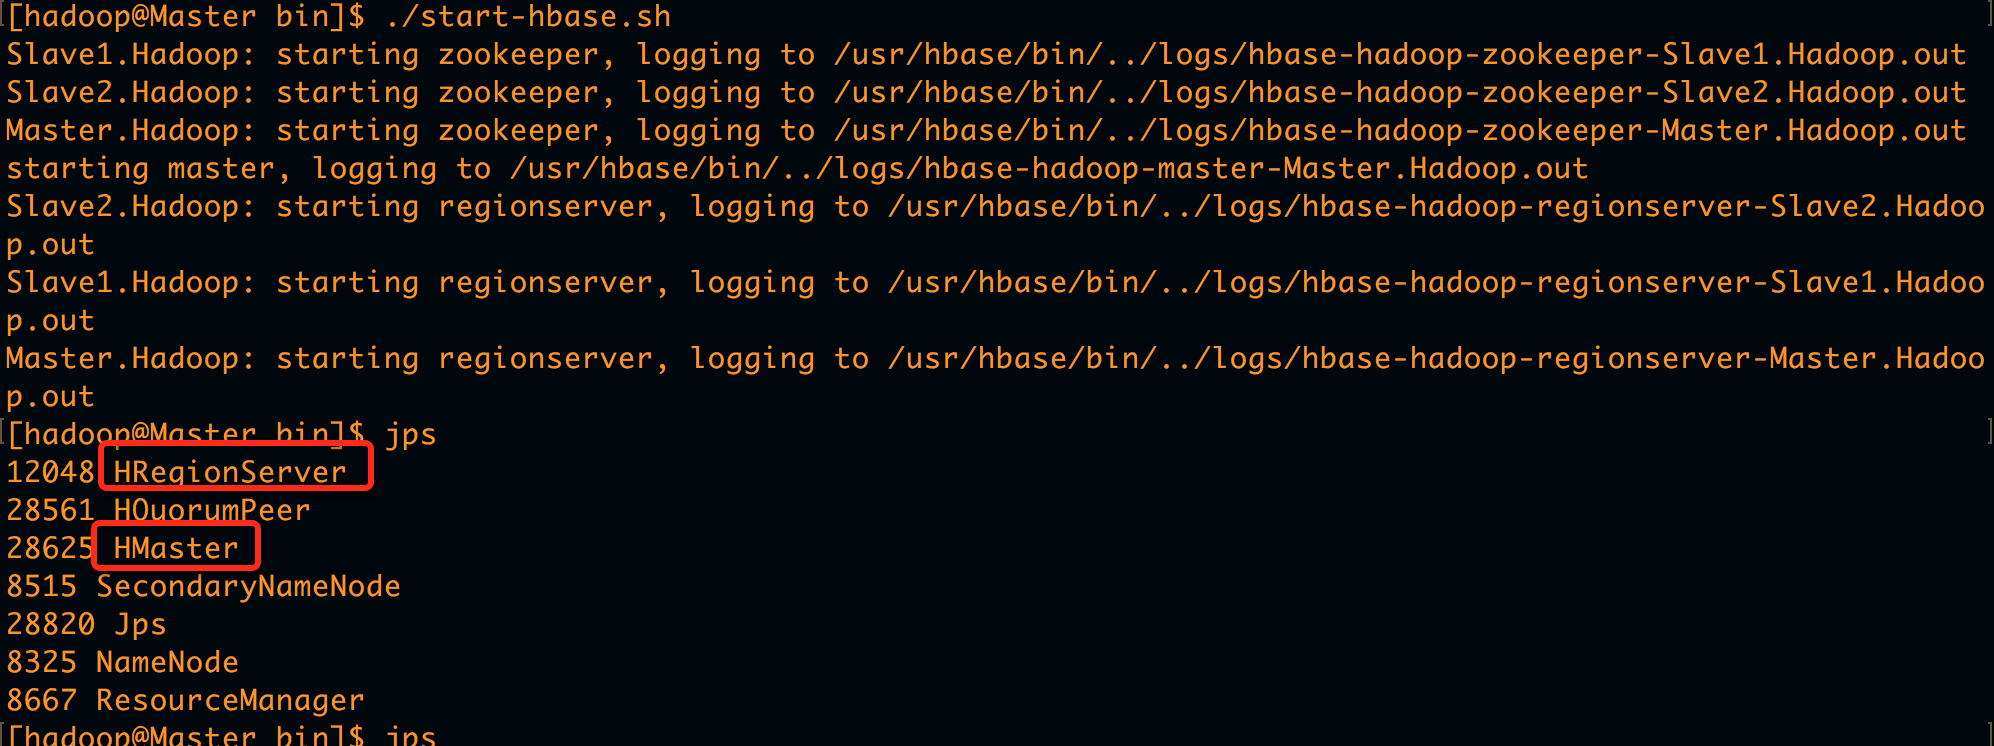 [hadoop@Master bin]$ ./start-hbase.sh
Slave1.Hadoop: starting zookeeper, logging to /usr/hbase/bin/../logs/hbase-hadoop-zookeeper-Slave1.Hadoop.out
Slave2.Hadoop: starting zookeeper, logging to /usr/hbase/bin/../logs/hbase-hadoop-zookeeper-Slave2.Hadoop.out
Master.Hadoop: starting zookeeper, logging to /usr/hbase/bin/../logs/hbase-hadoop-zookeeper-Master.Hadoop.out
starting master, logging to /usr/hbase/bin/../logs/hbase-hadoop-master-Master.Hadoop.out
Slave2.Hadoop: starting regionserver, logging to /usr/hbase/bin/../logs/hbase-hadoop-regionserver-Slave2.Hadoo
p.out
Slave1.Hadoop: starting regionserver, logging to /usr/hbase/bin/../logs/hbase-hadoop-regionserver-Slave1.Hadoo
p.out
Master.Hadoop: starting regionserver, logging to /usr/hbase/bin/../logs/hbase-hadoop-regionserver-Master.Hadoo
p.out
[hadoop@Master bin]$ jps
12048 HRegionServer
28561 HQuorumPeer
28625 HMaster
8515 SecondaryNameNode
28820 Jps
8325 NameNode
8667 ResourceManager
[hadoop@Master bin]$ jps